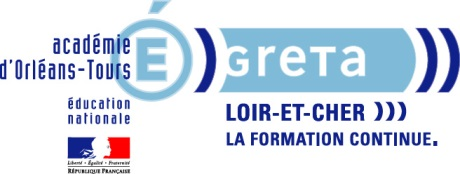 académie
d'Orléans-Tours
É
GRETA
éducation
nationale
Liberté • Égalité • Fraternité
RÉPUBLIQUE FRANÇAISE
LOIR-ET-CHER )))
LA FORMATION CONTINUE.